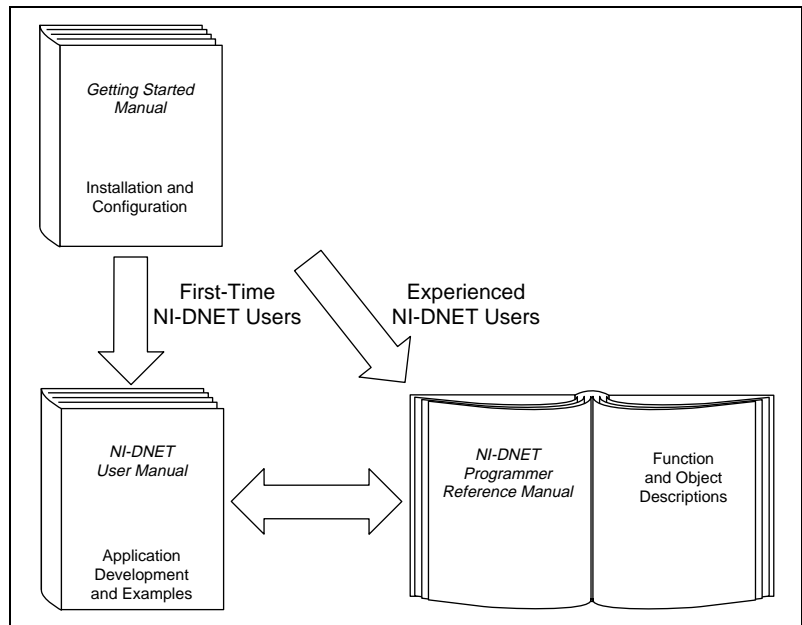 Getting Started
Manual
Installation and
Configuration
First-Time
NI-DNET Users
Experienced
NI-DNET Users
NI-DNET
User Manual
Application
Development
and Examples
NI-DNET
Programmer
Reference Manual
Function
and Object
Descriptions